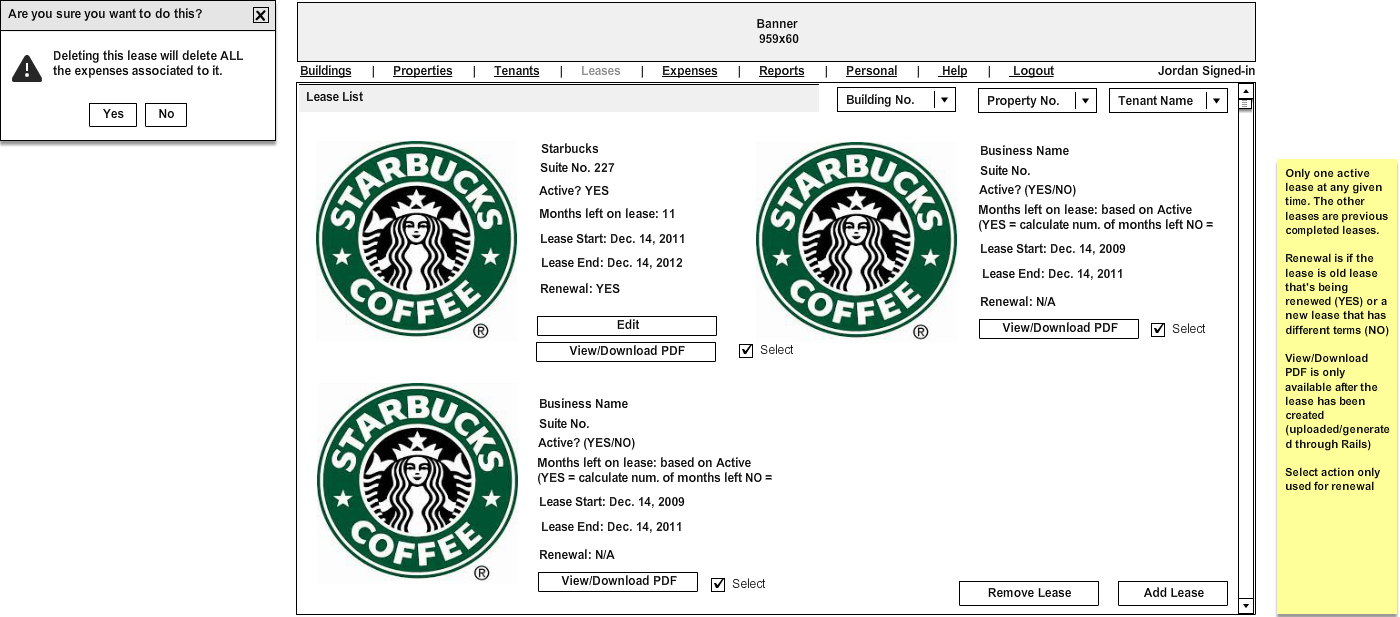 Are you sure you want to do this?
Deleting this lease will delete ALL
the expenses associated to it.
Yes
No
Banner
959x60
Buildings | Properties | Tenants | Leases | Expenses | Reports | Personal | Help | Logout
Jordan Signed-in
Lease List
Building No.
Property No.
Tenant Name
STARBUCKS
COFFEE
®
Starbucks
Suite No. 227
Active? YES
Months left on lease: 11
Lease Start: Dec. 14, 2011
Lease End: Dec. 14, 2012
Renewal: YES
Edit
View/Download PDF
Select
STARBUCKS
COFFEE
®
Business Name
Suite No.
Active? (YES/NO)
Months left on lease: based on Active
(YES = calculate num. of months left NO =
Lease Start: Dec. 14, 2009
Lease End: Dec. 14, 2011
Renewal: N/A
View/Download PDF
Select
STARBUCKS
COFFEE
®
Business Name
Suite No.
Active? (YES/NO)
Months left on lease: based on Active
(YES = calculate num. of months left NO =
Lease Start: Dec. 14, 2009
Lease End: Dec. 14, 2011
Renewal: N/A
View/Download PDF
Select
Remove Lease
Add Lease
Only one active
lease at any given
time. The other
leases are previous
completed leases.
Renewal is if the
lease is old lease
that's being
renewed (YES) or a
new lease that has
different terms (NO)
View/Download
PDF is only
available after the
lease has been
created
(uploaded/generate
d through Rails)
Select action only
used for renewal